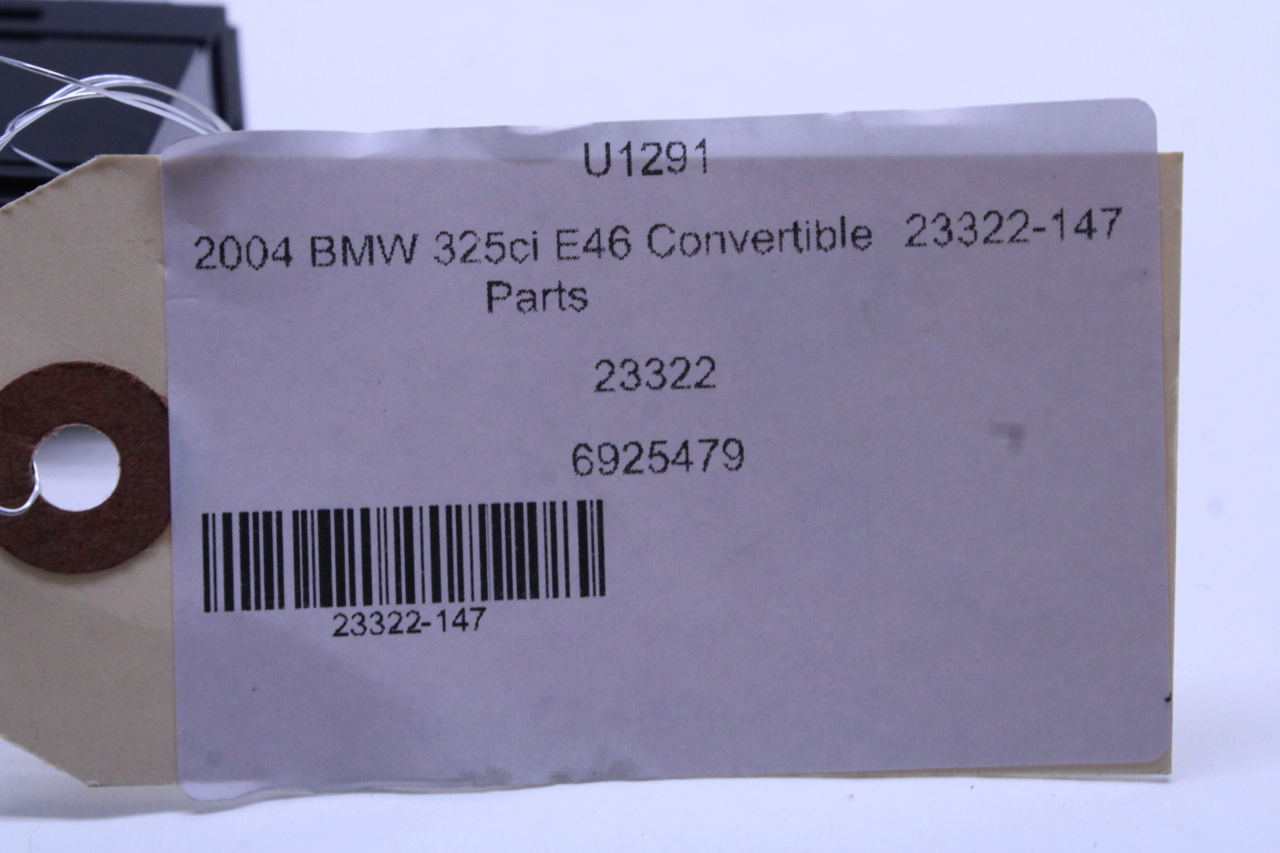 U1291
2004 BMW 325ci E46 Convertible 23322-147
Parts
23322
6925479
23322-147